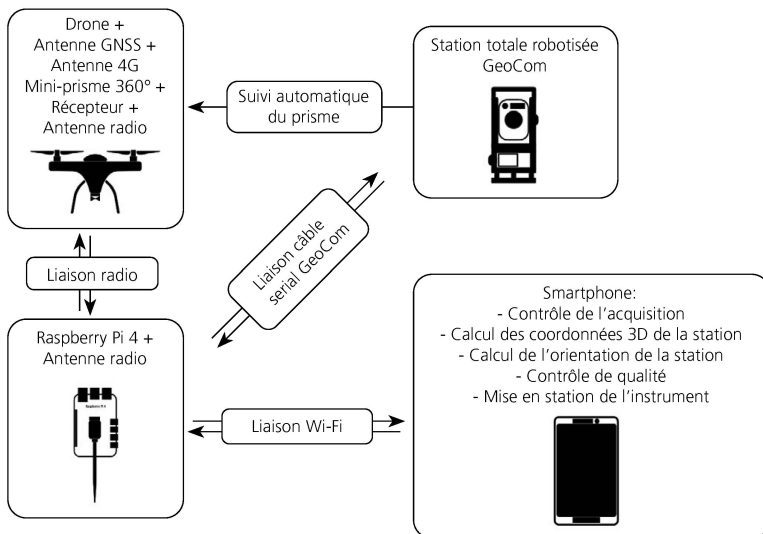 Drone +
Antenne GNSS +
Antenne 4G
Mini-prisme 360° +
Récepteur +
Antenne radio
Suivi automatique
du prisme
Station totale robotisée
GeoCom
Liaison radio
Liaison câble
serial GeoCom
Raspberry Pi 4 +
Antenne radio
Raspberry Pi 4
Liaison Wi-Fi
Smartphone:
- Contrôle de l'acquisition
- Calcul des coordonnées 3D de la station
- Calcul de l'orientation de la station
- Contrôle de qualité
- Mise en station de l'instrument